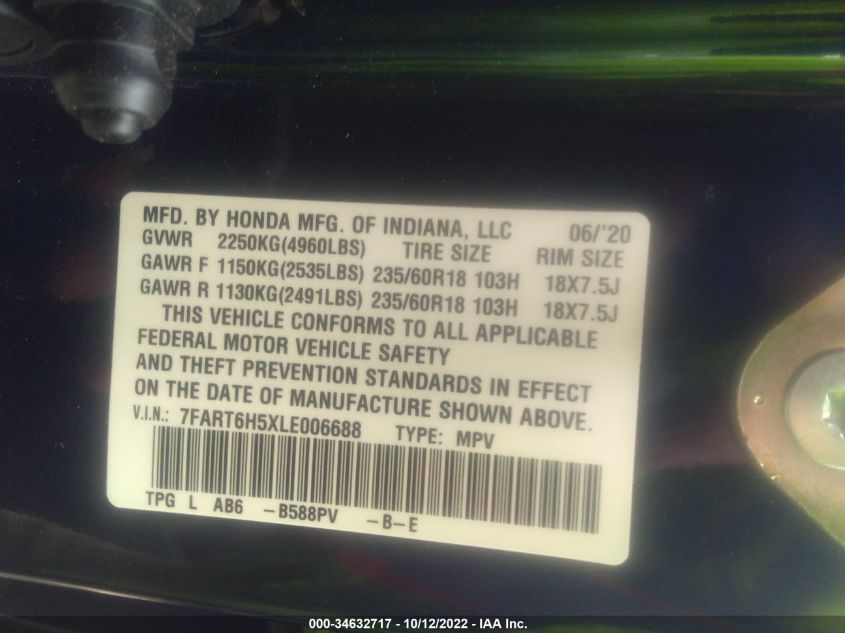 MFD. BY HONDA MFG. OF INDIANA, LLC 06/'20
GVWR 2250KG(4960LBS) TIRE SIZE RIM SIZE
GAWR F 1150KG(2535LBS) 235/60R18 103H 18X7.5J
GAWR R 1130KG(2491LBS) 235/60R18 103H 18X7.5J
THIS VEHICLE CONFORMS TO ALL APPLICABLE
FEDERAL MOTOR VEHICLE SAFETY
AND THEFT PREVENTION STANDARDS IN EFFECT
ON THE DATE OF MANUFACTURE SHOWN ABOVE.
V.I.N.: 7FART6H5XLE006688 TYPE: MPV
TPG L AB6 -B588PV -B-E
000-34632717 - 10/12/2022 - IAA Inc.